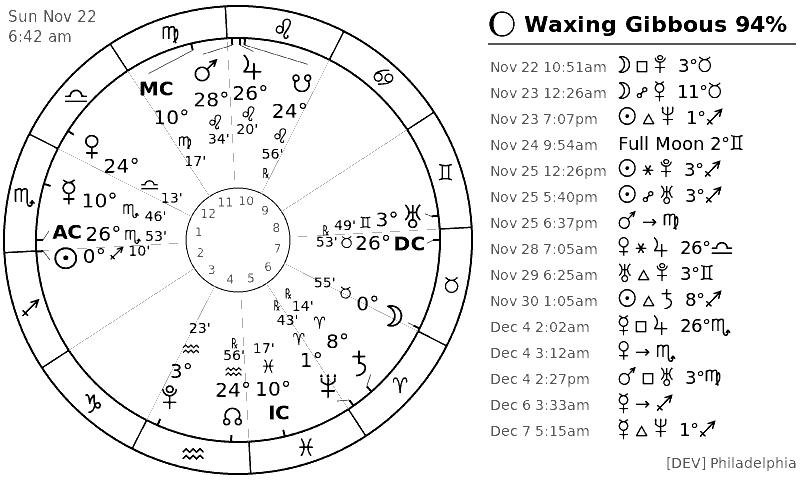 Sun Nov 22
6:42 am
☽ Waxing Gibbous 94%
Nov 22 10:51am ☽ □ ⯓ 3°♉
Nov 23 12:26am ☽ ☍ ☿ 11°♉
Nov 23 7:07pm ☉ △ ♆ 1°♐
Nov 24 9:54am Full Moon 2°♊
Nov 25 12:26pm ☉ ⚹ ⯓ 3°♐
Nov 25 5:40pm ☉ ☍ ♅ 3°♐
Nov 25 6:37pm ♂ → ♍
Nov 28 7:05am ♀ ⚹ ♃ 26°♎
Nov 29 6:25am ♅ △ ⯓ 3°♊
Nov 30 1:05am ☉ △ ♄ 8°♐
Dec 4 2:02am ☿ □ ♃ 26°♏
Dec 4 3:12am ♀ → ♏
Dec 4 2:27pm ♂ □ ♅ 3°♍
Dec 6 3:33am ☿ → ♐
Dec 7 5:15am ☿ △ ♆ 1°♐
[DEV] Philadelphia
♍ ♌ ♋ ♊ ♉ ♈ ♓ ♒ ♑ ♐ ♏ ♎
MC 10° ♍ 17'
♂ 28° ♌ 34'
♃ 26° ♌ 20'
☋ 24° ♌ 56' ℞
♀ 24° ♎ 13'
☿ 10° ♏ 46'
AC 26° ♏ 53'
☉ 0° ♐ 10'
℞ 49' ♊ 3° ♅
53' ♉ 26° DC
55' ♉ 0° ☽
℞ 14' ♈ 8° ♄
℞ 43' ♈ 1° ♆
23' ♒ 3° ⯓
℞ 56' ♒ 24° ☊
17' ♓ 10° IC
12 11 10 9
1 8
2 7
3 4 5 6